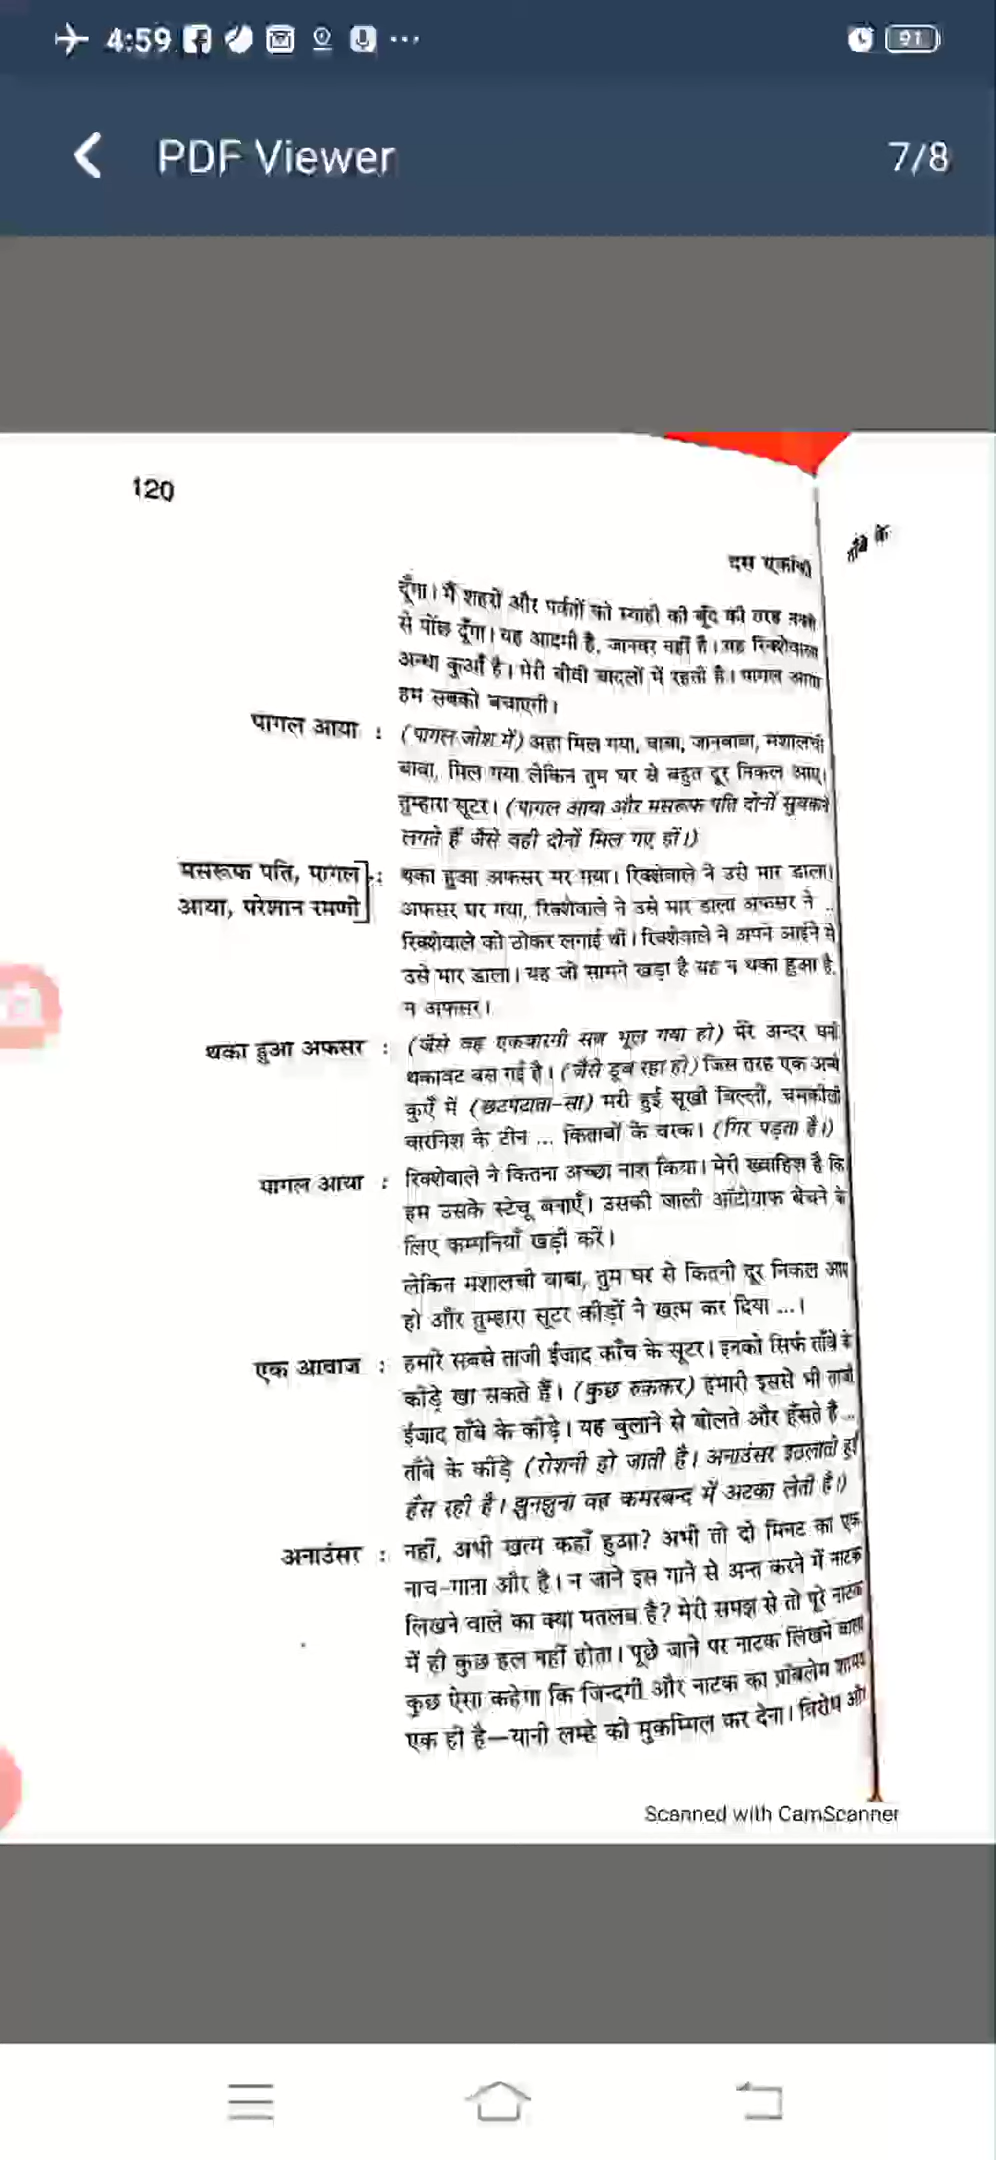 4:59
91
PDF Viewer
7/8
120
दस एकांकी
दूँगा। मैं शहरों और पर्वतों को स्याही की बूँद की तरह नक्शे
से पोंछ दूँगा। यह आदमी है, जानवर नहीं है। यह रिक्शेवाला
अन्धा कुआँ है। मेरी बीवी बादलों में रहती है। पागल आया
हम सबको बचाएगी।
पागल आया : (पागल जोश में) अहा मिल गया, बाबा, जानबाबा, मशालची
बाबा, मिल गया लेकिन तुम घर से बहुत दूर निकल आए।
तुम्हारा सूटर। (पागल आया और मसरूफ पति दोनों सुबकने
लगते हैं जैसे वही दोनों मिल गए हों।)
मसरूफ पति, पागल : थका हुआ अफसर मर गया। रिक्शेवाले ने उसे मार डाला।
आया, परेशान रमणी अफसर मर गया, रिक्शेवाले ने उसे मार डाला अफसर ने ..
रिक्शेवाले को ठोकर लगाई थी। रिक्शेवाले ने अपने आईने से
उसे मार डाला। यह जो सामने खड़ा है यह न थका हुआ है,
न अफसर।
थका हुआ अफसर : (जैसे वह एकबारगी सब भूल गया हो) मेरे अन्दर घनी
थकावट बस गई है। (जैसे डूब रहा हो) जिस तरह एक अन्धे
कुएँ में (छटपटाता-सा) मरी हुई सूखी बिल्ली, चमकीली
वारनिश के टीन ... किताबों के वरक। (गिर पड़ता है।)
पागल आया : रिक्शेवाले ने कितना अच्छा नाश किया। मेरी ख्वाहिश है कि
हम उसके स्टेचू बनाएँ। उसकी जाली ऑटोग्राफ बेचने के
लिए कम्पनियाँ खड़ी करें।
लेकिन मशालची बाबा, तुम घर से कितनी दूर निकल आए
हो और तुम्हारा सूटर कीड़ों ने खत्म कर दिया ...।
एक आवाज : हमारे सबसे ताजी ईजाद काँच के सूटर। इनको सिर्फ ताँबे के
कीड़े खा सकते हैं। (कुछ रुककर) हमारी इससे भी ताजी
ईजाद ताँबे के कीड़े। यह बुलाने से बोलते और हँसते हैं ...
ताँबे के कीड़े (रोशनी हो जाती है। अनाउंसर इठलाती हुई
हँस रही है। झुनझुना वह कमरबन्द में अटका लेती है।)
अनाउंसर : नहीं, अभी खत्म कहाँ हुआ? अभी तो दो मिनट का एक
नाच-गाना और है। न जाने इस गाने से अन्त करने में नाटक
लिखने वाले का क्या मतलब है? मेरी समझ से तो पूरे नाटक
में ही कुछ हल नहीं होता। पूछे जाने पर नाटक लिखने वाला
कुछ ऐसा कहेगा कि जिन्दगी और नाटक का प्रॉबलेम शायद
एक ही है—यानी लम्हे को मुकम्मिल कर देना। विरोध और
Scanned with CamScanner